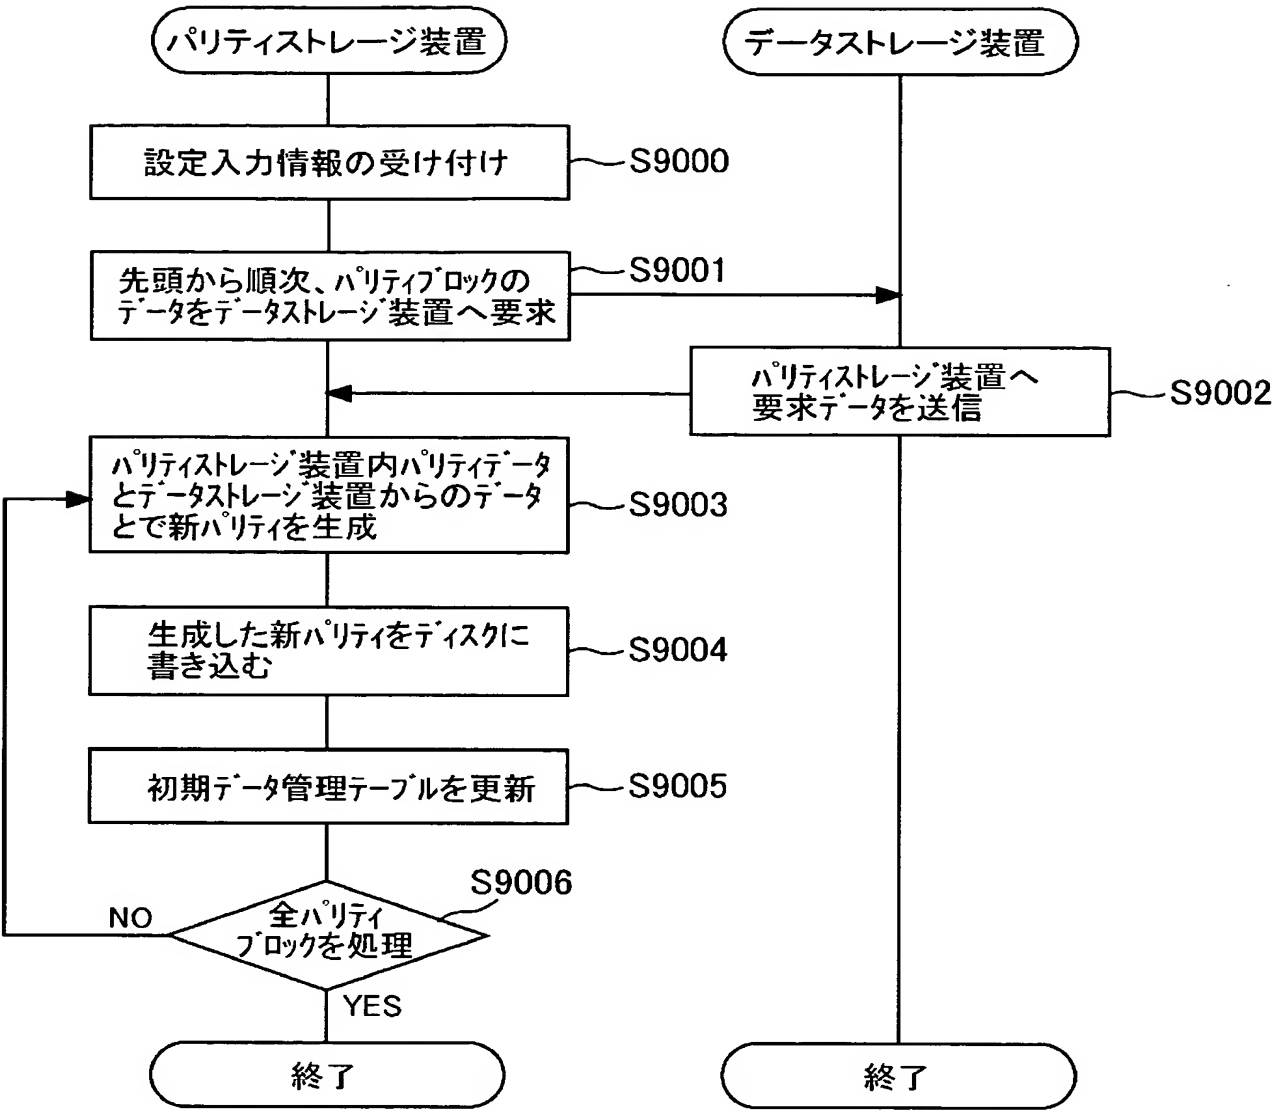 パリティストレージ装置
データストレージ装置
設定入力情報の受け付け
S9000
先頭から順次、パリティブロックの
データをデータストレージ装置へ要求
S9001
パリティストレージ装置へ
要求データを送信
S9002
パリティストレージ装置内パリティデータ
とデータストレージ装置からのデータ
とで新パリティを生成
S9003
生成した新パリティをディスクに
書き込む
S9004
初期データ管理テーブルを更新
S9005
S9006
全パリティ
ブロックを処理
NO
YES
終了
終了